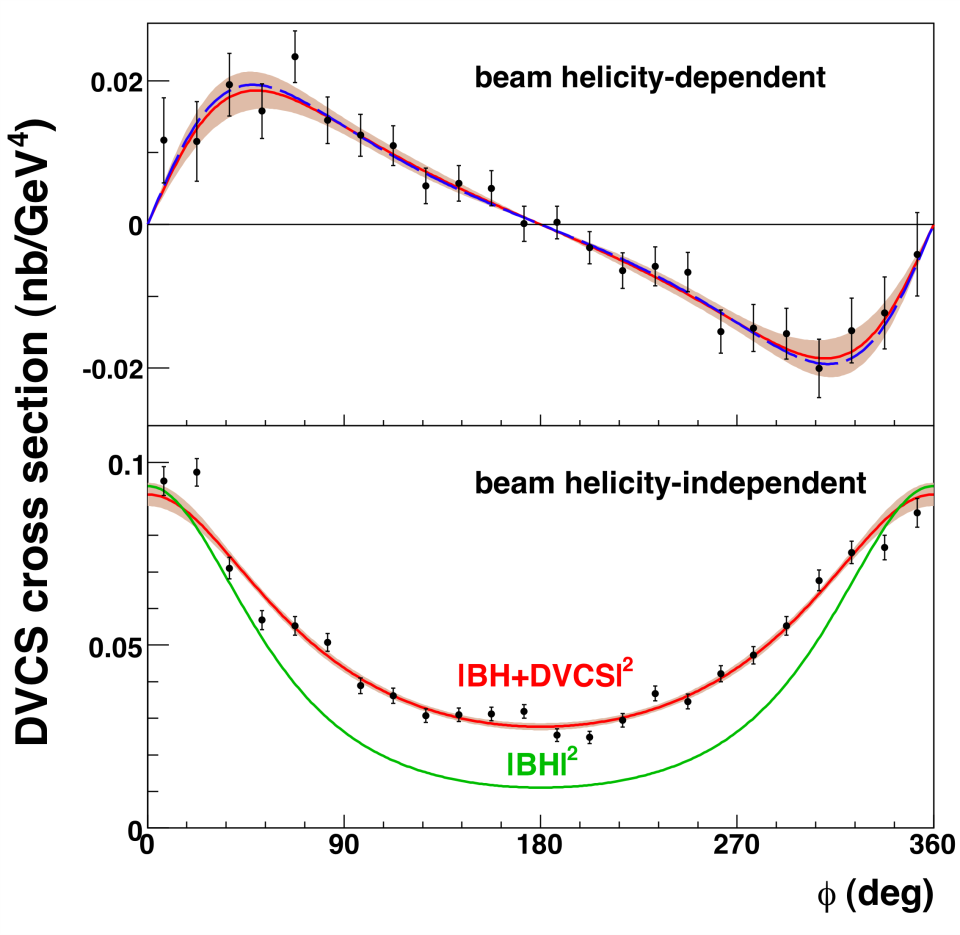 DVCS cross section (nb/GeV⁴)
beam helicity-dependent
0.02
0
-0.02
beam helicity-independent
0.1
0.05
0
|BH+DVCS|²
|BH|²
0 90 180 270 360
ϕ (deg)